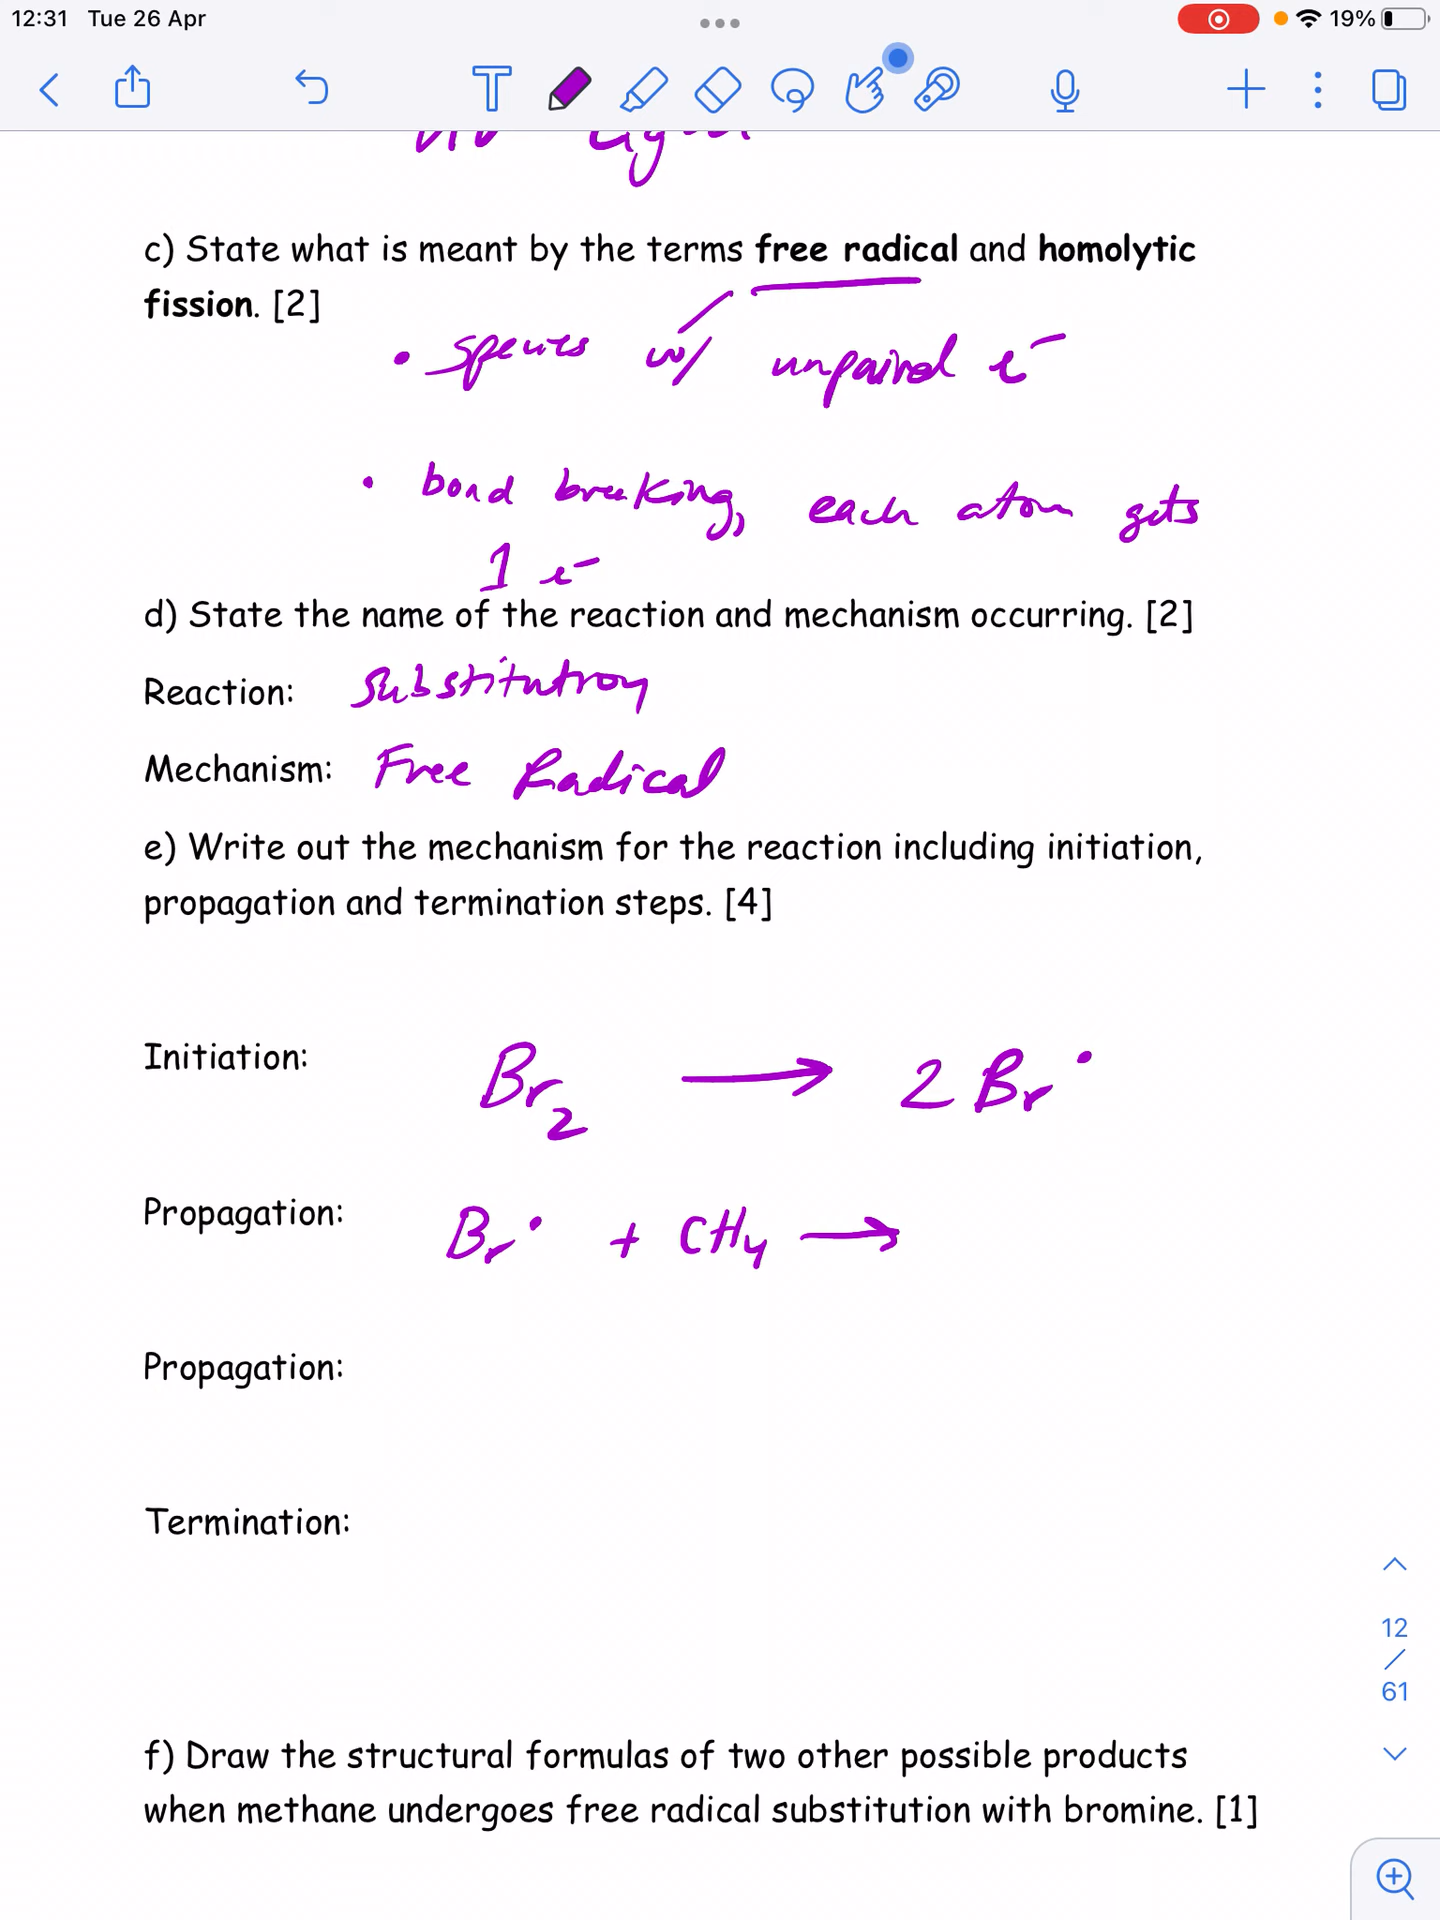 12:31 Tue 26 Apr
19%
T
UV Light
c) State what is meant by the terms free radical and homolytic
fission. [2]
• species w/ unpaired e⁻
• bond breaking, each atom gets
1 e⁻
d) State the name of the reaction and mechanism occurring. [2]
Reaction: Substitution
Mechanism: Free Radical
e) Write out the mechanism for the reaction including initiation,
propagation and termination steps. [4]
Initiation: Br₂ → 2 Br•
Propagation: Br• + CH₄ →
Propagation:
Termination:
12
/
61
f) Draw the structural formulas of two other possible products
when methane undergoes free radical substitution with bromine. [1]